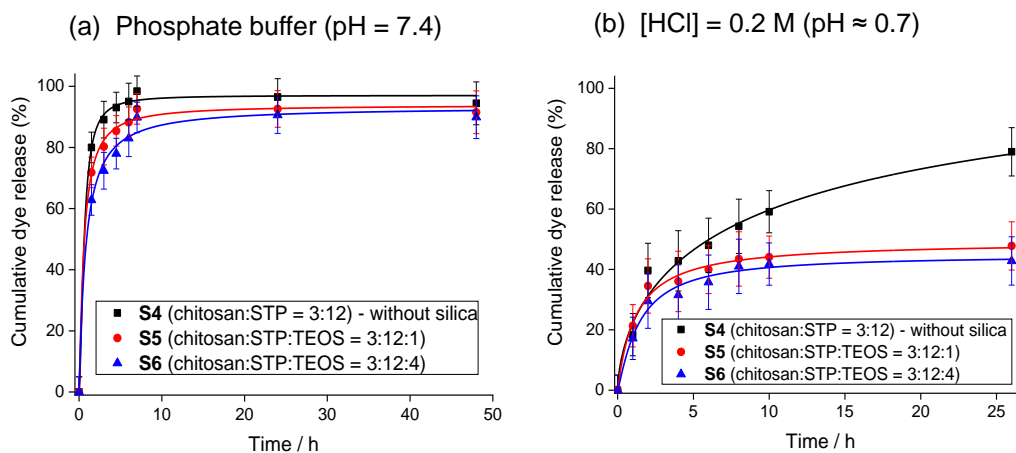 (a) Phosphate buffer (pH = 7.4)
Cumulative dye release (%)
100
80
60
40
20
0
S4 (chitosan:STP = 3:12) - without silica
S5 (chitosan:STP:TEOS = 3:12:1)
S6 (chitosan:STP:TEOS = 3:12:4)
0 10 20 30 40 50
Time / h
(b) [HCl] = 0.2 M (pH ≈ 0.7)
Cumulative dye release (%)
100
80
60
40
20
0
S4 (chitosan:STP = 3:12) - without silica
S5 (chitosan:STP:TEOS = 3:12:1)
S6 (chitosan:STP:TEOS = 3:12:4)
0 5 10 15 20 25
Time / h